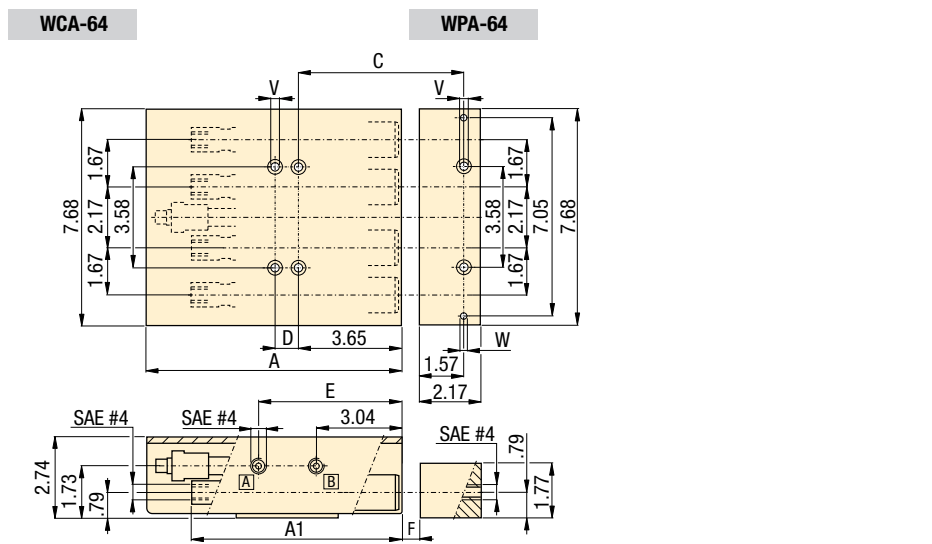 WCA-64
WPA-64
C
V
V
7.68
1.67
2.17
3.58
1.67
1.67
3.58
2.17
1.67
7.05
7.68
D
3.65
A
W
1.57
2.17
E
SAE #4
SAE #4
3.04
SAE #4
.79
2.74
1.73
.79
A
B
1.77
A1
F